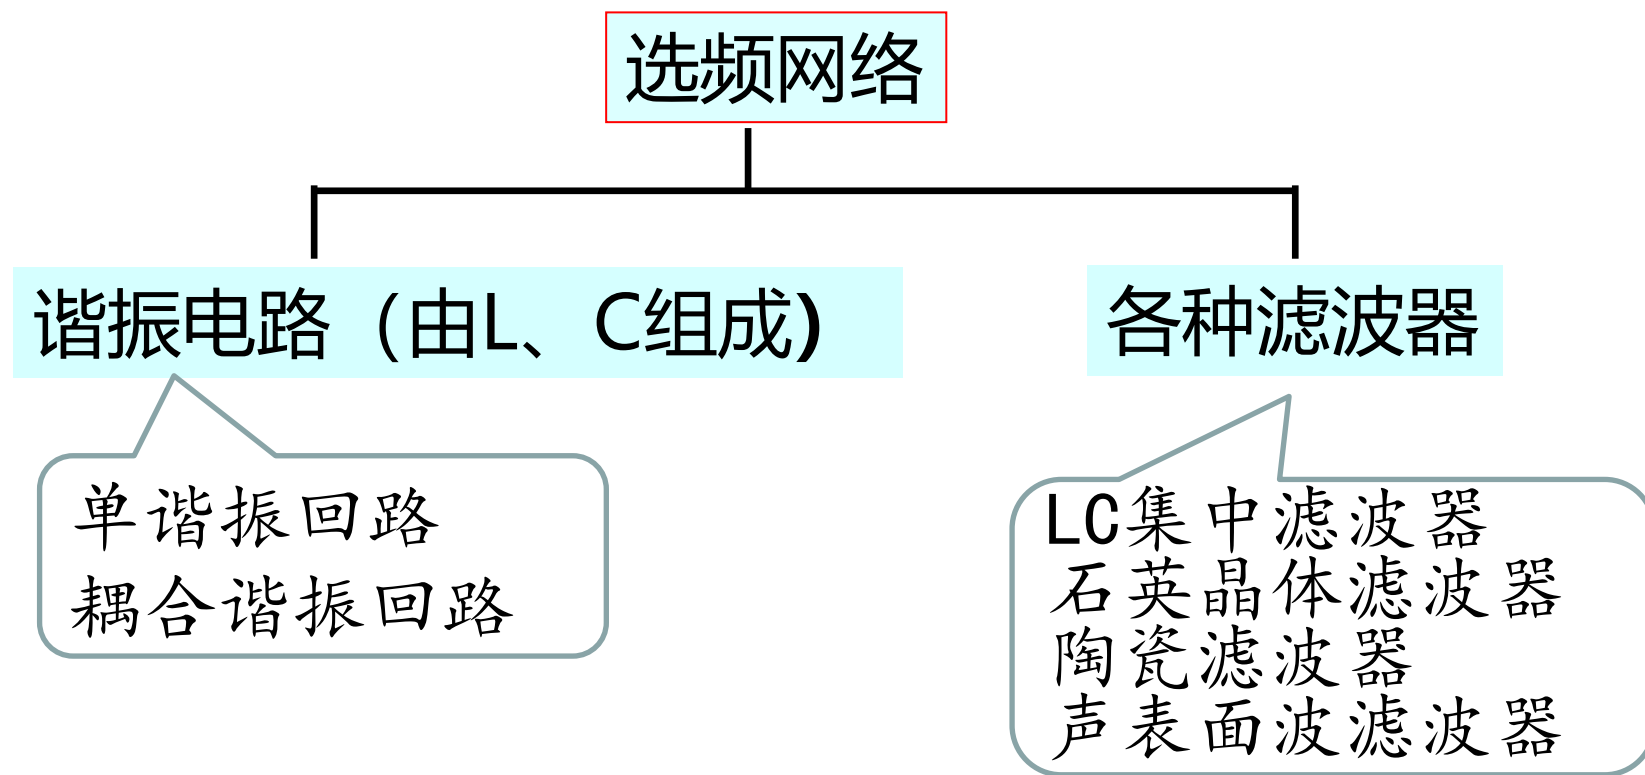 选频网络
谐振电路（由L、C组成)
各种滤波器
单谐振回路
耦合谐振回路
LC集中滤波器
石英晶体滤波器
陶瓷滤波器
声表面波滤波器